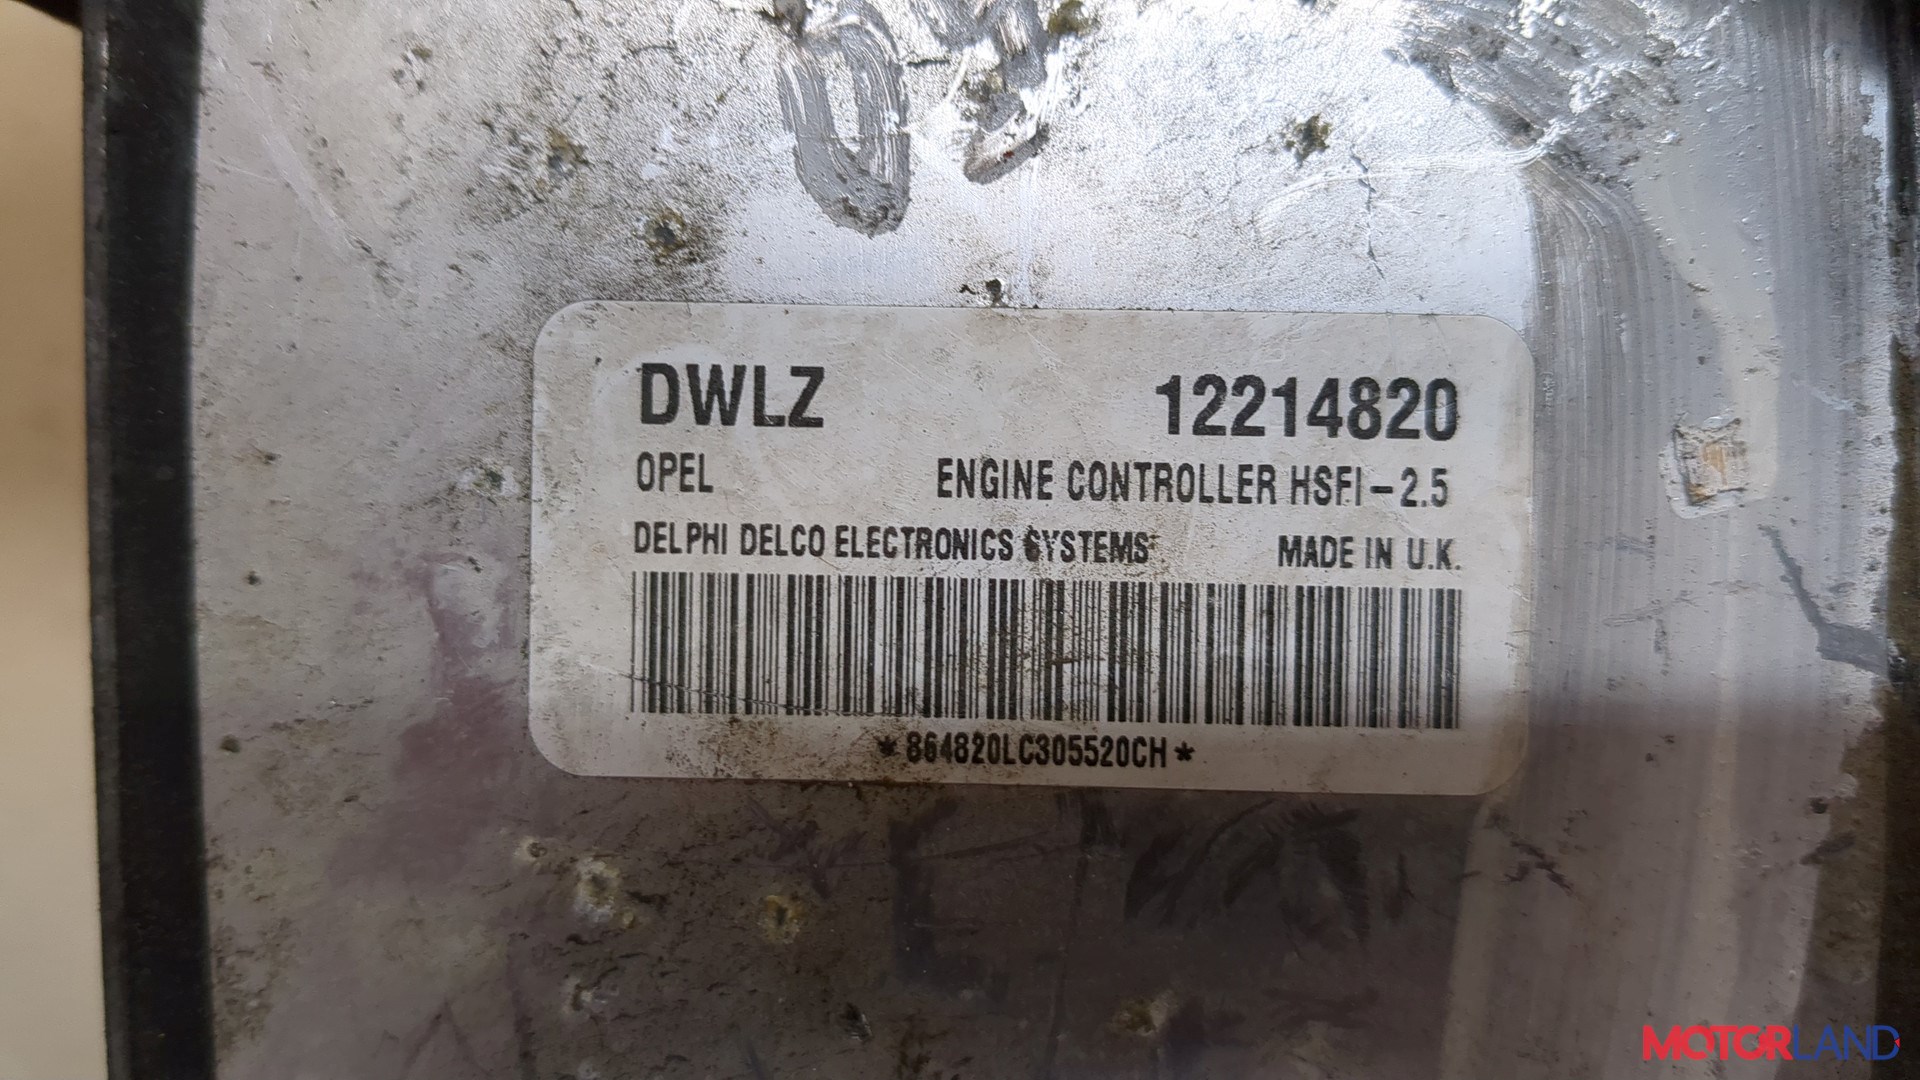 DWLZ 12214820
OPEL ENGINE CONTROLLER HSFI-2.5
DELPHI DELCO ELECTRONICS SYSTEMS MADE IN U.K.
*864820LC305520CH*
MOTORLAND